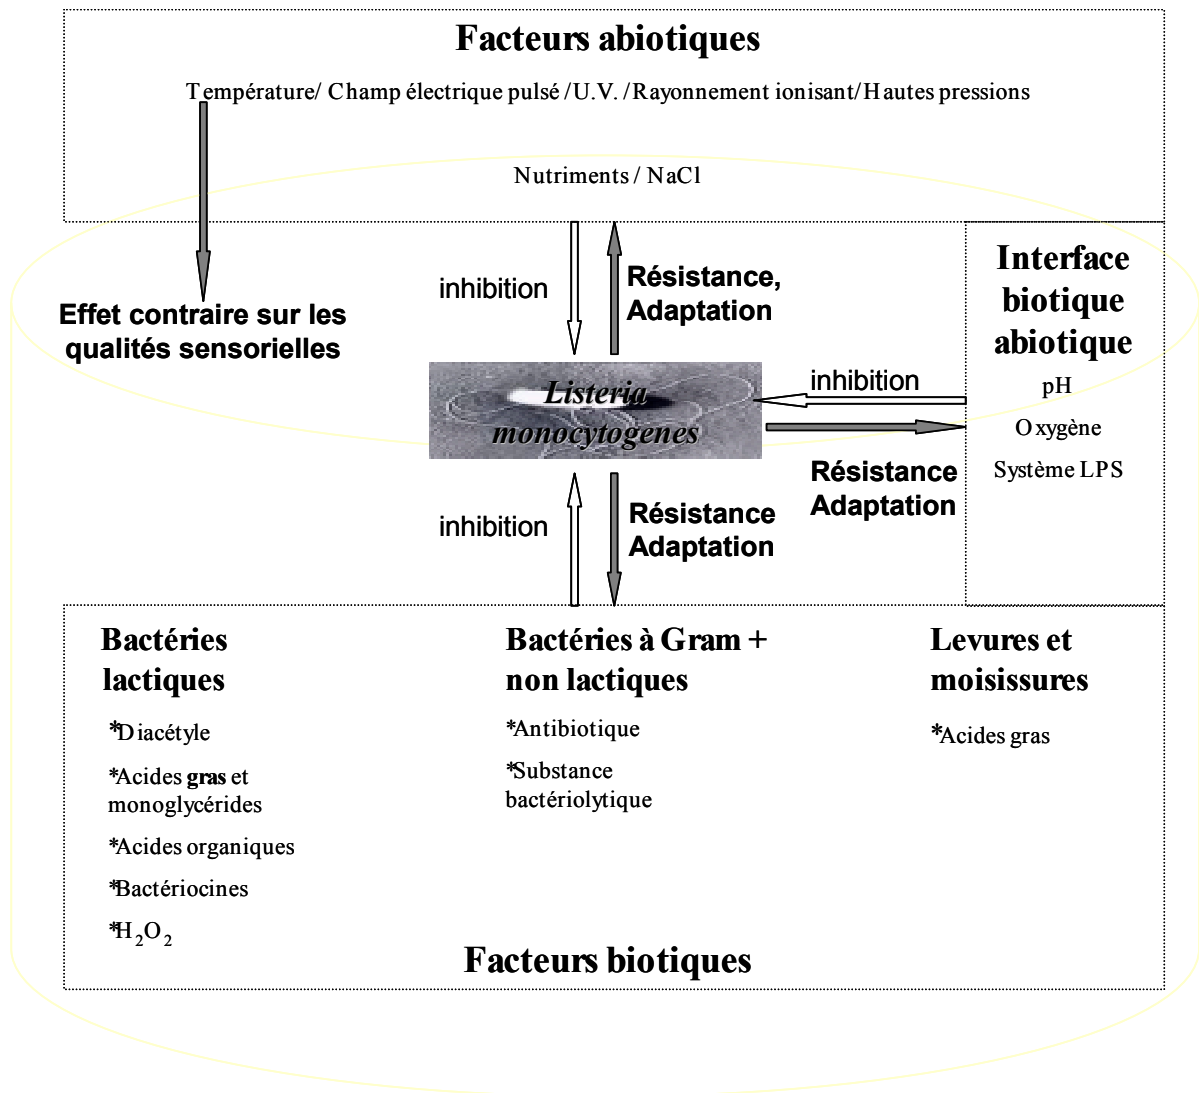 Facteurs abiotiques
Température/ Champ électrique pulsé /U.V. /Rayonnement ionisant/Hautes pressions
Nutriments / NaCl
Effet contraire sur les
qualités sensorielles
inhibition
Résistance,
Adaptation
Interface
biotique
abiotique
pH
Oxygène
Système LPS
Listeria
monocytogenes
inhibition
Résistance
Adaptation
inhibition
Résistance
Adaptation
Bactéries
lactiques
*Diacétyle
*Acides gras et
monoglycérides
*Acides organiques
*Bactériocines
*H₂O₂
Bactéries à Gram +
non lactiques
*Antibiotique
*Substance
bactériolytique
Levures et
moisissures
*Acides gras
Facteurs biotiques